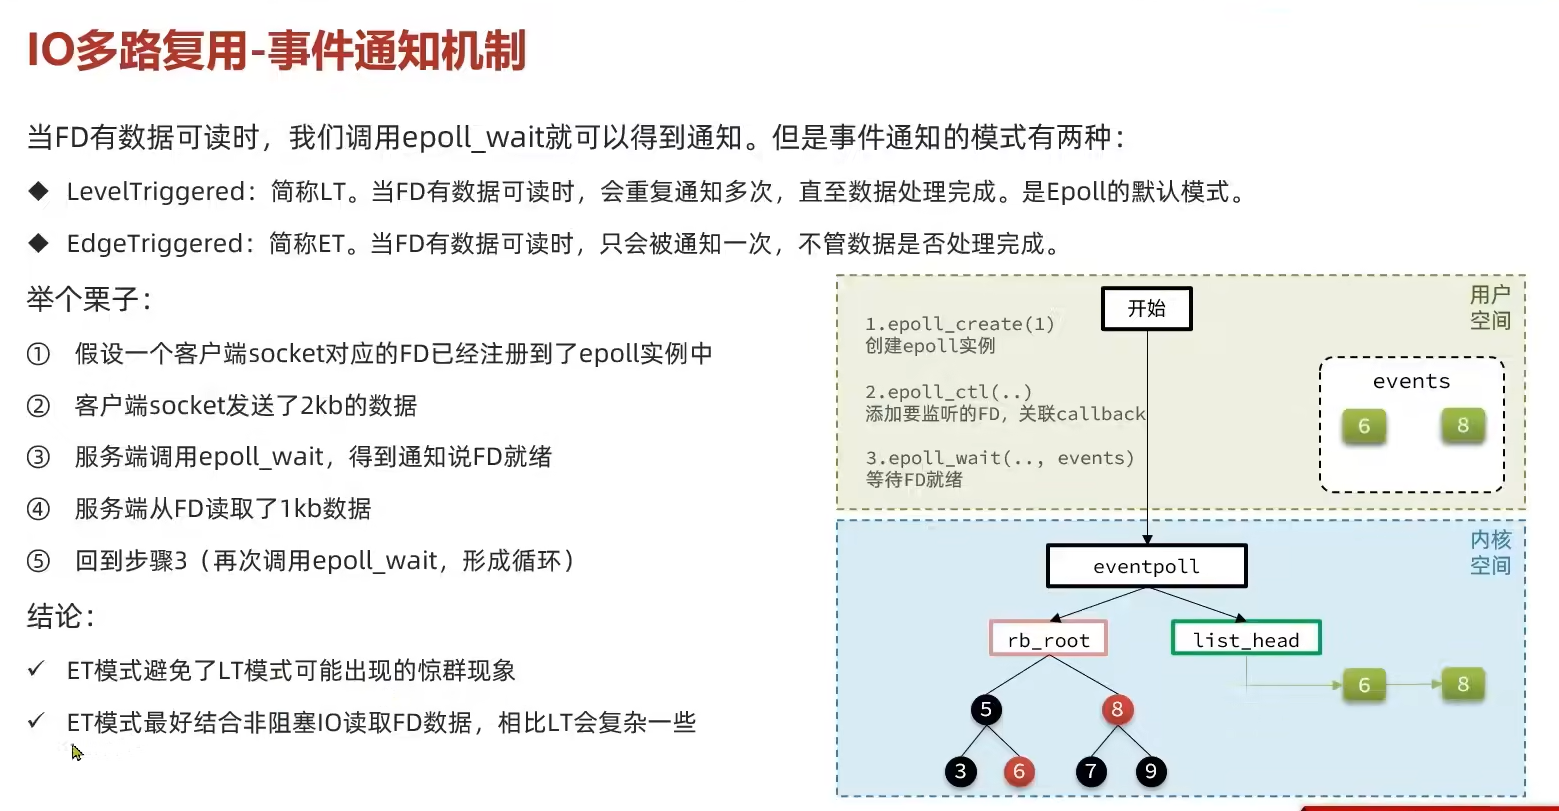 IO多路复用-事件通知机制
当FD有数据可读时，我们调用epoll_wait就可以得到通知。但是事件通知的模式有两种：
◆ LevelTriggered：简称LT。当FD有数据可读时，会重复通知多次，直至数据处理完成。是Epoll的默认模式。
◆ EdgeTriggered：简称ET。当FD有数据可读时，只会被通知一次，不管数据是否处理完成。
举个栗子：
① 假设一个客户端socket对应的FD已经注册到了epoll实例中
② 客户端socket发送了2kb的数据
③ 服务端调用epoll_wait，得到通知说FD就绪
④ 服务端从FD读取了1kb数据
⑤ 回到步骤3（再次调用epoll_wait，形成循环）
结论：
✓ ET模式避免了LT模式可能出现的惊群现象
✓ ET模式最好结合非阻塞IO读取FD数据，相比LT会复杂一些
用户
空间
开始
1.epoll_create(1)
创建epoll实例
2.epoll_ctl(..)
添加要监听的FD，关联callback
3.epoll_wait(.., events)
等待FD就绪
events
6 8
内核
空间
eventpoll
rb_root
list_head
6 8
5 8
3 6 7 9